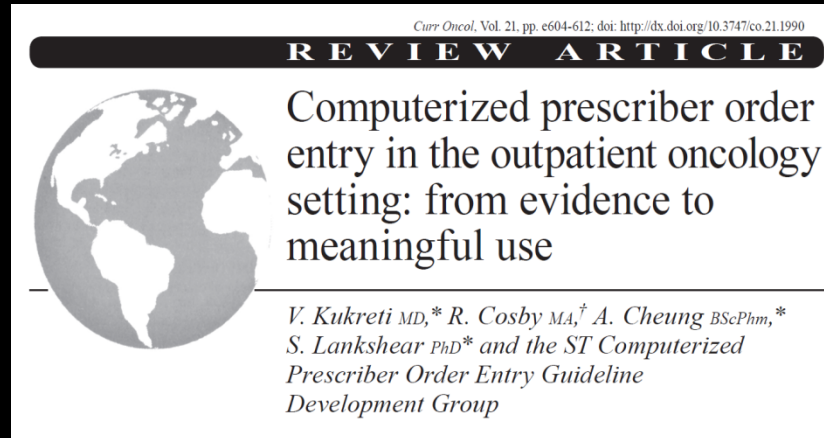 Curr Oncol, Vol. 21, pp. e604-612; doi: http://dx.doi.org/10.3747/co.21.1990
REVIEW ARTICLE
Computerized prescriber order
entry in the outpatient oncology
setting: from evidence to
meaningful use
V. Kukreti MD,* R. Cosby MA,† A. Cheung BScPhm,*
S. Lankshear PhD* and the ST Computerized
Prescriber Order Entry Guideline
Development Group